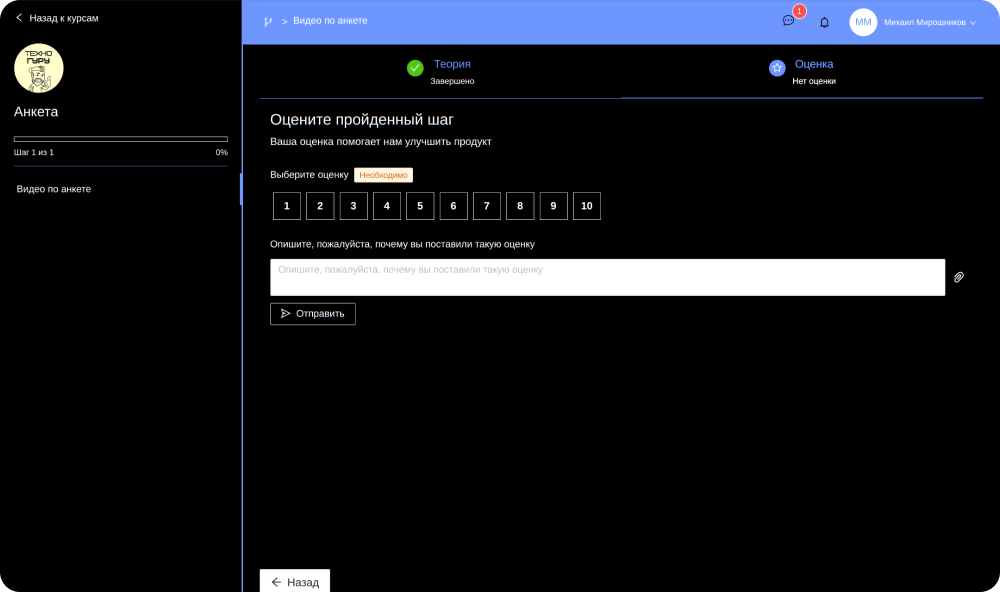 Назад к курсам
ТЕХНО
ГУРУ
Анкета
Шаг 1 из 1
0%
Видео по анкете
> Видео по анкете
1
ММ
Михаил Мирошников
Теория
Завершено
Оценка
Нет оценки
Оцените пройденный шаг
Ваша оценка помогает нам улучшить продукт
Выберите оценку Необходимо
1 2 3 4 5 6 7 8 9 10
Опишите, пожалуйста, почему вы поставили такую оценку
Опишите, пожалуйста, почему вы поставили такую оценку
Отправить
Назад